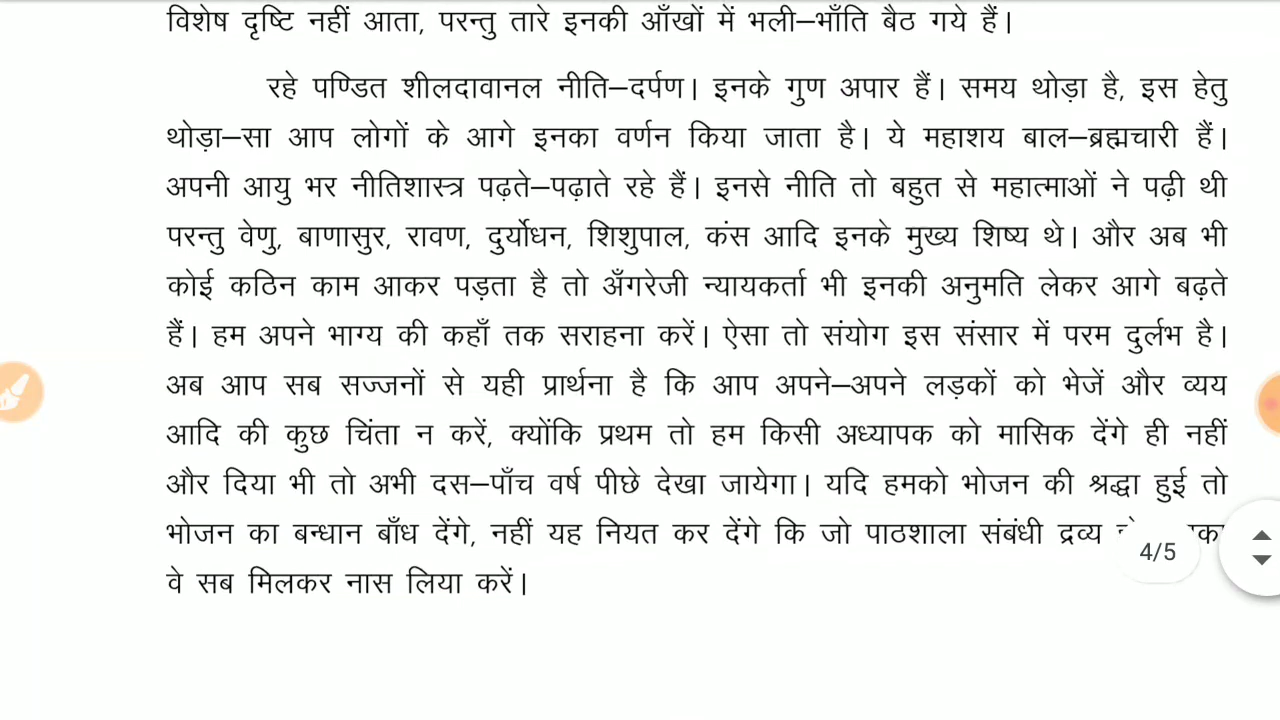 विशेष दृष्टि नहीं आता, परन्तु तारे इनकी आँखों में भली–भाँति बैठ गये हैं।
रहे पण्डित शीलदावानल नीति–दर्पण। इनके गुण अपार हैं। समय थोड़ा है, इस हेतु
थोड़ा–सा आप लोगों के आगे इनका वर्णन किया जाता है। ये महाशय बाल–ब्रह्मचारी हैं।
अपनी आयु भर नीतिशास्त्र पढ़ते–पढ़ाते रहे हैं। इनसे नीति तो बहुत से महात्माओं ने पढ़ी थी
परन्तु वेणु, बाणासुर, रावण, दुर्योधन, शिशुपाल, कंस आदि इनके मुख्य शिष्य थे। और अब भी
कोई कठिन काम आकर पड़ता है तो अँगरेजी न्यायकर्ता भी इनकी अनुमति लेकर आगे बढ़ते
हैं। हम अपने भाग्य की कहाँ तक सराहना करें। ऐसा तो संयोग इस संसार में परम दुर्लभ है।
अब आप सब सज्जनों से यही प्रार्थना है कि आप अपने–अपने लड़कों को भेजें और व्यय
आदि की कुछ चिंता न करें, क्योंकि प्रथम तो हम किसी अध्यापक को मासिक देंगे ही नहीं
और दिया भी तो अभी दस–पाँच वर्ष पीछे देखा जायेगा। यदि हमको भोजन की श्रद्धा हुई तो
भोजन का बन्धान बाँध देंगे, नहीं यह नियत कर देंगे कि जो पाठशाला संबंधी द्रव्य
4/5
वे सब मिलकर नास लिया करें।